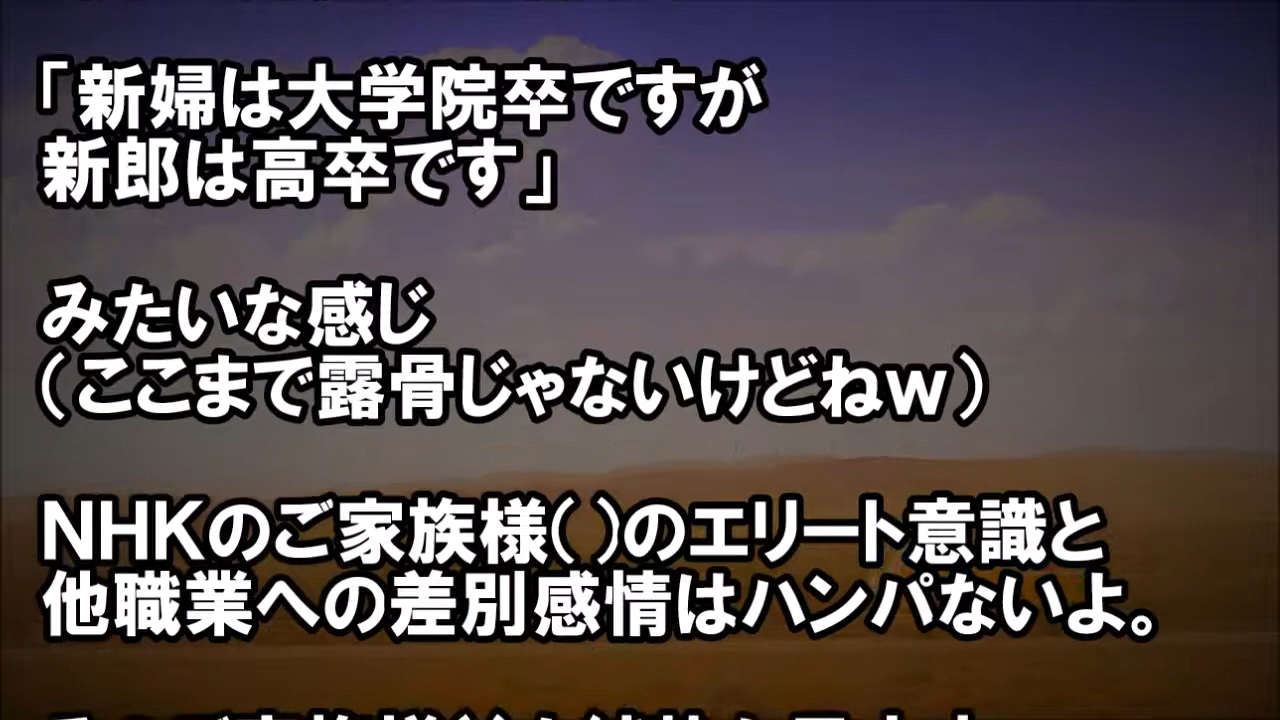 「新婦は大学院卒ですが
新郎は高卒です」
みたいな感じ
（ここまで露骨じゃないけどねｗ）
NHKのご家族様( )のエリート意識と
他職業への差別感情はハンパないよ。